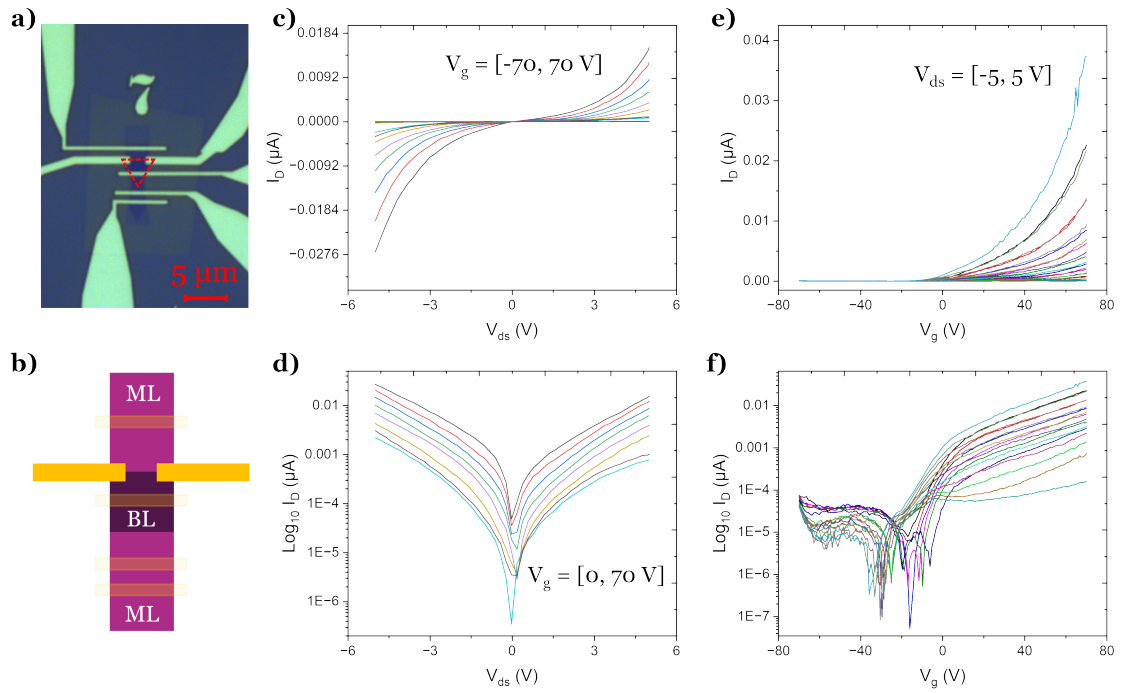 a)
7
5 μm
b)
ML
BL
ML
c)
0.0184
0.0092
0.0000
−0.0092
−0.0184
−0.0276
I_D (μA)
V_g = [-70, 70 V]
−6 −3 0 3 6
V_ds (V)
d)
0.01
0.001
1E−4
1E−5
1E−6
Log₁₀ I_D (μA)
V_g = [0, 70 V]
−6 −3 0 3 6
V_ds (V)
e)
0.04
0.03
0.02
0.01
0.00
I_D (μA)
V_ds = [-5, 5 V]
−80 −40 0 40 80
V_g (V)
f)
0.01
0.001
1E−4
1E−5
1E−6
1E−7
Log₁₀ I_D (μA)
−80 −40 0 40 80
V_g (V)